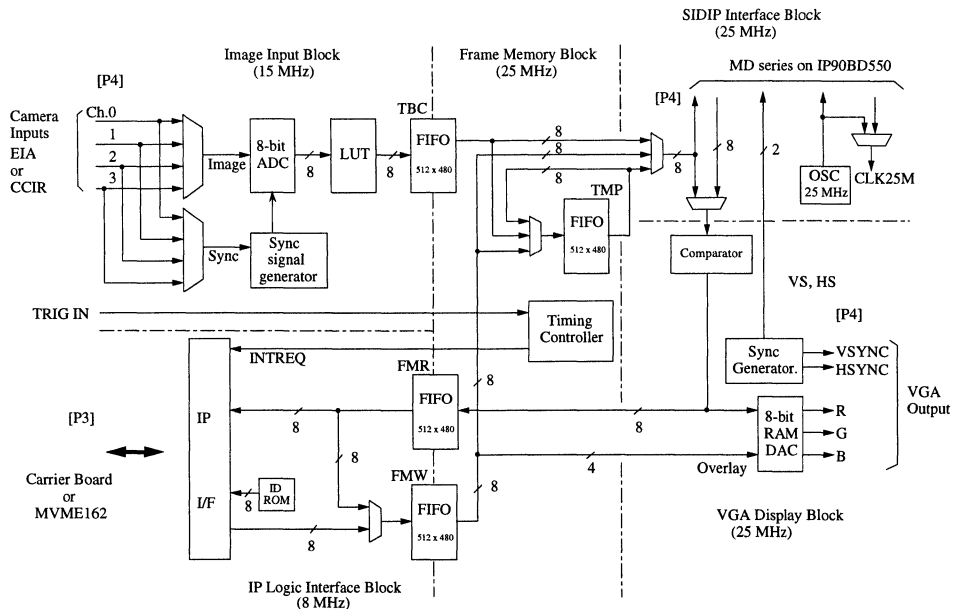 SIDIP Interface Block
(25 MHz)
Image Input Block
(15 MHz)
Frame Memory Block
(25 MHz)
MD series on IP90BD550
[P4]
[P4]
Camera
Inputs
EIA
or
CCIR
Ch.0
1
2
3
Image
8-bit
ADC
8
LUT
8
TBC
FIFO
512 x 480
8
8
8
8
8
2
OSC
25 MHz
CLK25M
TMP
FIFO
512 x 480
Sync
Sync
signal
generator
Comparator
VS, HS
TRIG IN
Timing
Controller
[P4]
INTREQ
Sync
Generator.
VSYNC
HSYNC
VGA
Output
FMR
FIFO
512 x 480
8
8
8
8
[P3]
IP
I/F
Carrier Board
or
MVME162
8-bit
RAM
DAC
R
G
B
4
Overlay
FMW
FIFO
512 x 480
8
ID
ROM
8
8
VGA Display Block
(25 MHz)
IP Logic Interface Block
(8 MHz)